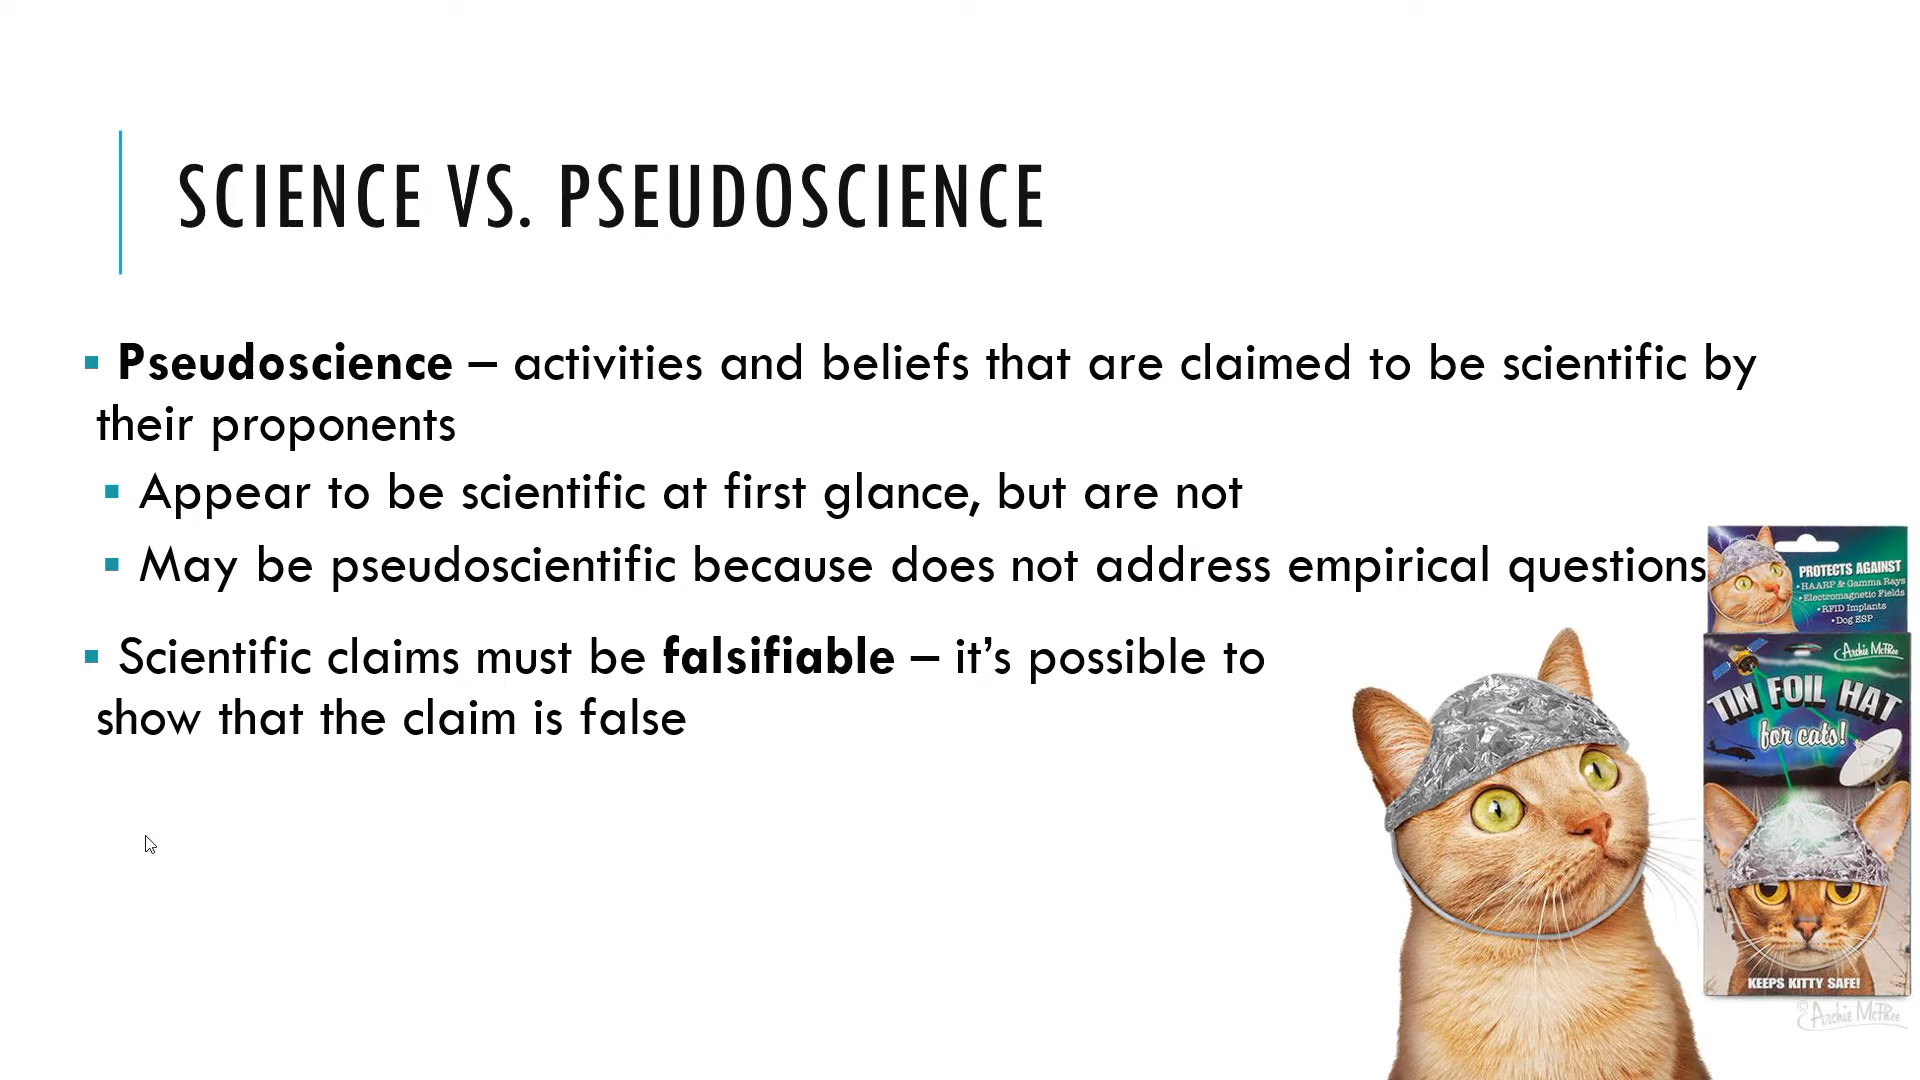 SCIENCE VS. PSEUDOSCIENCE
▪ Pseudoscience – activities and beliefs that are claimed to be scientific by
their proponents
▪ Appear to be scientific at first glance, but are not
▪ May be pseudoscientific because does not address empirical questions
▪ Scientific claims must be falsifiable – it’s possible to
show that the claim is false
PROTECTS AGAINST
• HAARP & Gamma Rays
• Electromagnetic Fields
• RFID Implants
• Dog ESP
Archie McPhee
TIN FOIL HAT
for cats!
KEEPS KITTY SAFE!
© Archie McPhee